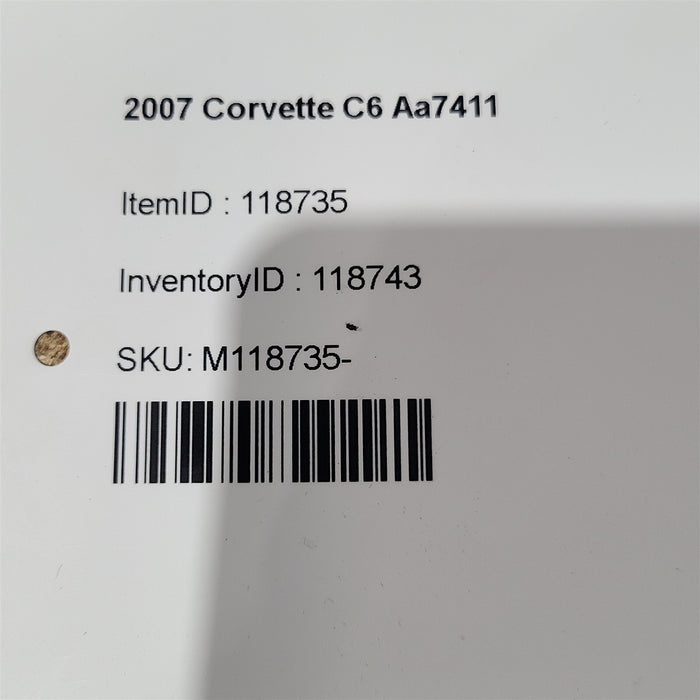 2007 Corvette C6 Aa7411
ItemID : 118735
InventoryID : 118743
SKU: M118735-